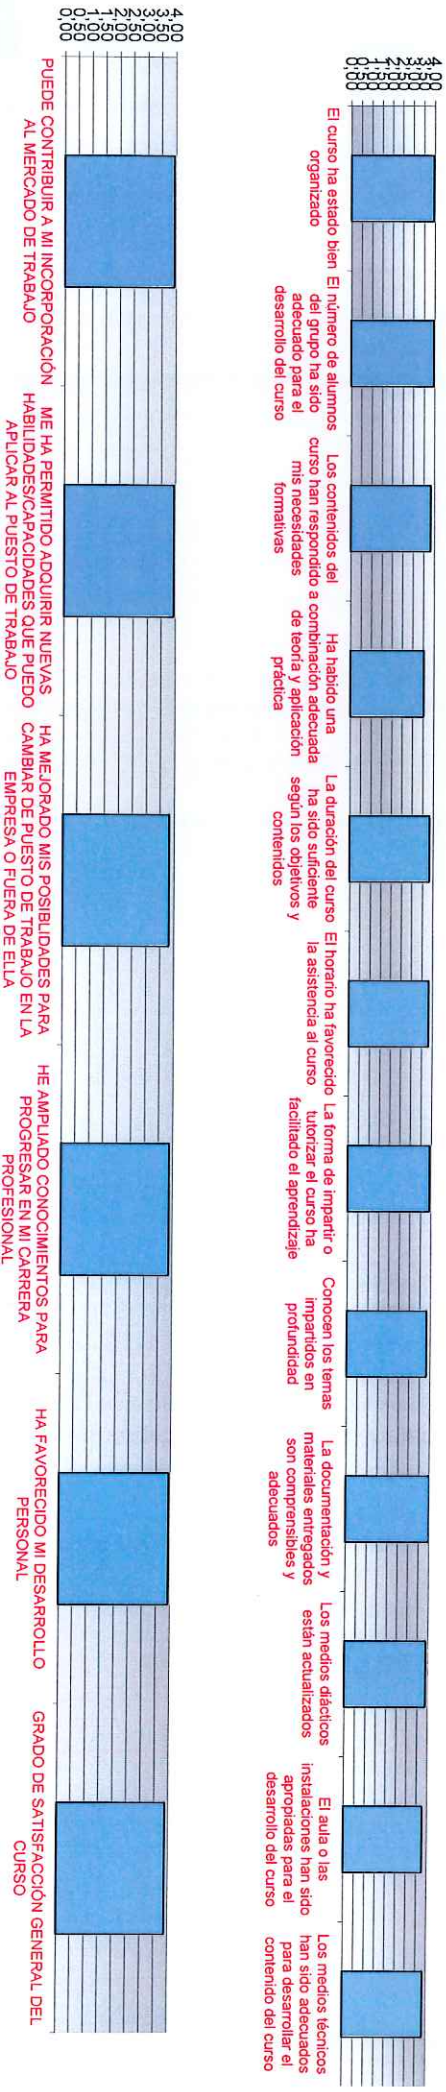 4,00
3,50
3,00
2,50
2,00
1,50
1,00
0,50
0,00
El curso ha estado bien
organizado
El número de alumnos
del grupo ha sido
adecuado para el
desarrollo del curso
Los contenidos del
curso han respondido a
mis necesidades
formativas
Ha habido una
combinación adecuada
de teoría y aplicación
práctica
La duración del curso
ha sido suficiente
según los objetivos y
contenidos
El horario ha favorecido
la asistencia al curso
La forma de impartir o
tutorizar el curso ha
facilitado el aprendizaje
Conocen los temas
impartidos en
profundidad
La documentación y
materiales entregados
son comprensibles y
adecuados
Los medios diácticos
están actualizados
El aula o las
instalaciones han sido
apropiadas para el
desarrollo del curso
Los medios técnicos
han sido adecuados
para desarrollar el
contenido del curso
4,00
3,50
3,00
2,50
2,00
1,50
1,00
0,50
0,00
PUEDE CONTRIBUIR A MI INCORPORACIÓN
AL MERCADO DE TRABAJO
ME HA PERMITIDO ADQUIRIR NUEVAS
HABILIDADES/CAPACIDADES QUE PUEDO
APLICAR AL PUESTO DE TRABAJO
HA MEJORADO MIS POSIBLIDADES PARA
CAMBIAR DE PUESTO DE TRABAJO EN LA
EMPRESA O FUERA DE ELLA
HE AMPLIADO CONOCIMIENTOS PARA
PROGRESAR EN MI CARRERA
PROFESIONAL
HA FAVORECIDO MI DESARROLLO
PERSONAL
GRADO DE SATISFACCIÓN GENERAL DEL
CURSO